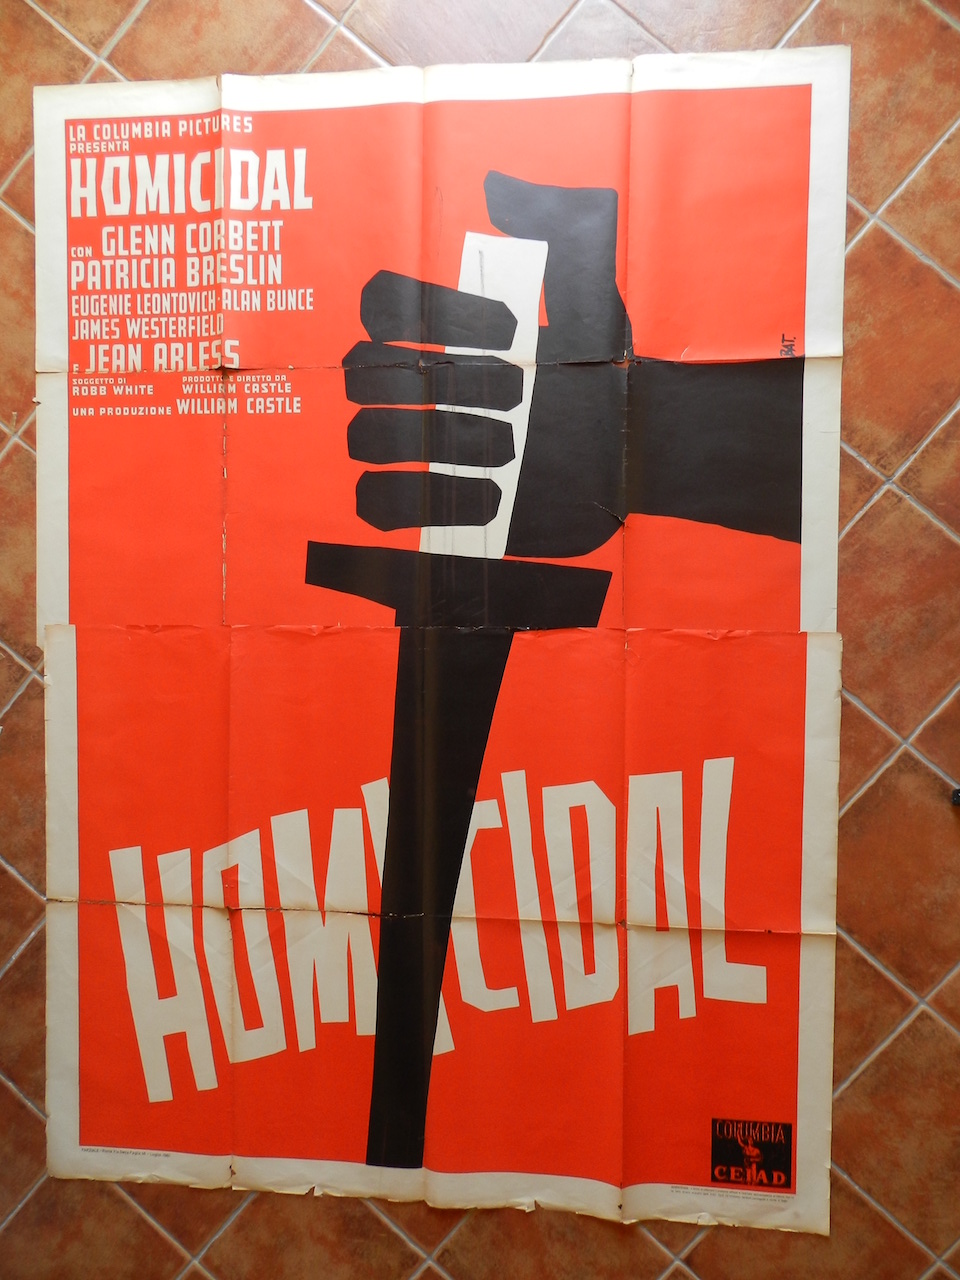 LA COLUMBIA PICTURES
PRESENTA
HOMICIDAL
CON GLENN CORBETT
PATRICIA BRESLIN
EUGENIE LEONTOVICH · ALAN BUNCE
JAMES WESTERFIELD
E JEAN ARLESS
SOGGETTO DI
ROBB WHITE
PRODOTTO E DIRETTO DA
WILLIAM CASTLE
UNA PRODUZIONE WILLIAM CASTLE
BAT.
HOMICIDAL
COLUMBIA
CEIAD